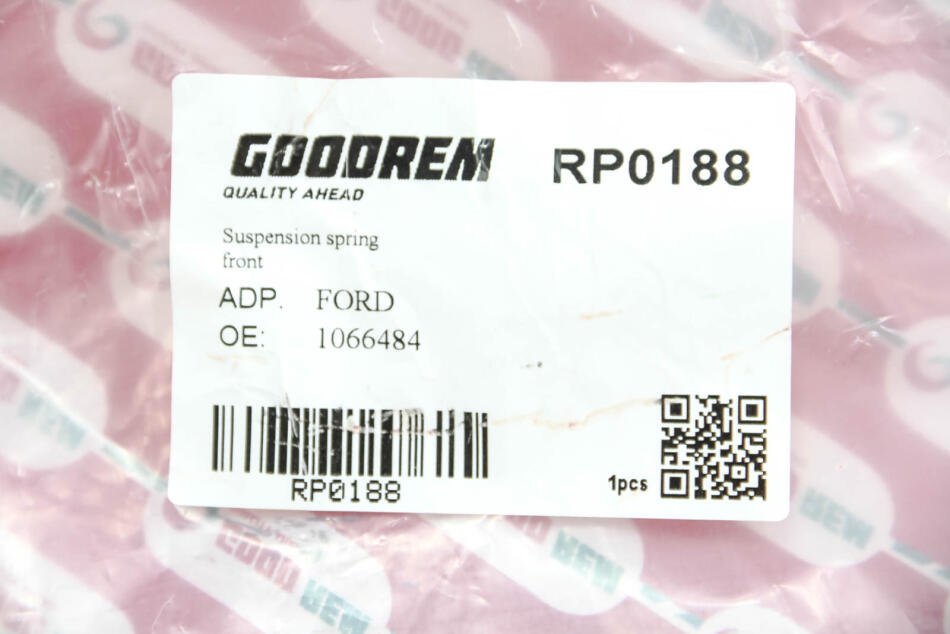 GOODREM
RP0188
QUALITY AHEAD
Suspension spring
front
ADP. FORD
OE: 1066484
RP0188
1pcs